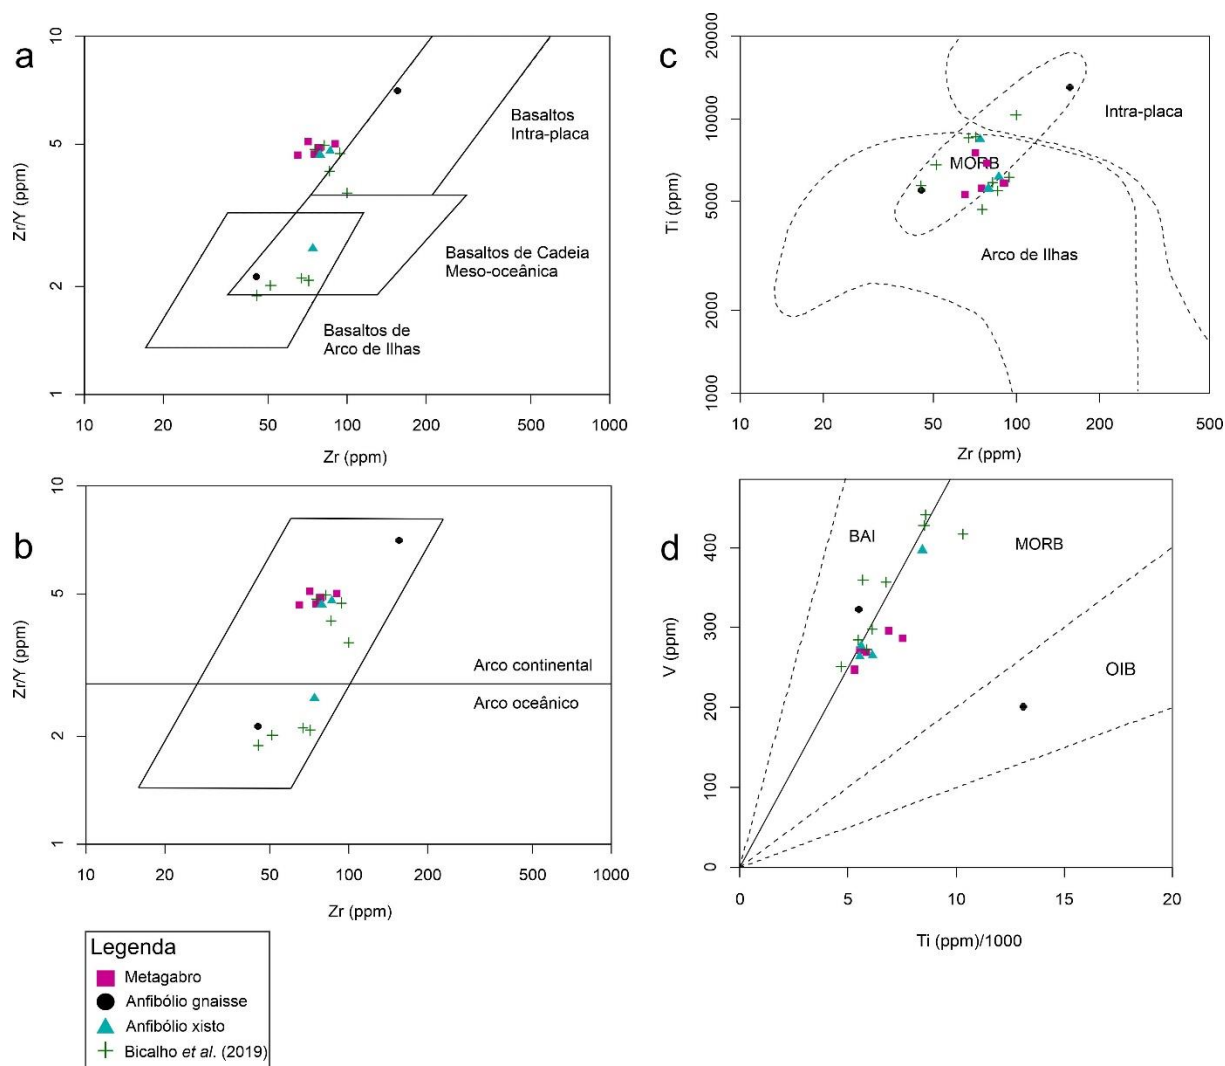 a
10
5
2
1
Zr/Y (ppm)
Basaltos
Intra-placa
Basaltos de Cadeia
Meso-oceânica
Basaltos de
Arco de Ilhas
10
50
100
200
500
1000
Zr (ppm)
c
20000
10000
5000
2000
1000
Ti (ppm)
Intra-placa
MORB
Arco de Ilhas
10
50
100
200
500
Zr (ppm)
b
10
5
2
1
Zr/Y (ppm)
Arco continental
Arco oceânico
10
50
100
200
500
1000
Zr (ppm)
d
400
300
200
100
0
V (ppm)
BAI
MORB
OIB
0
5
10
15
20
Ti (ppm)/1000
Legenda
Metagabro
Anfibólio gnaisse
Anfibólio xisto
Bicalho et al. (2019)